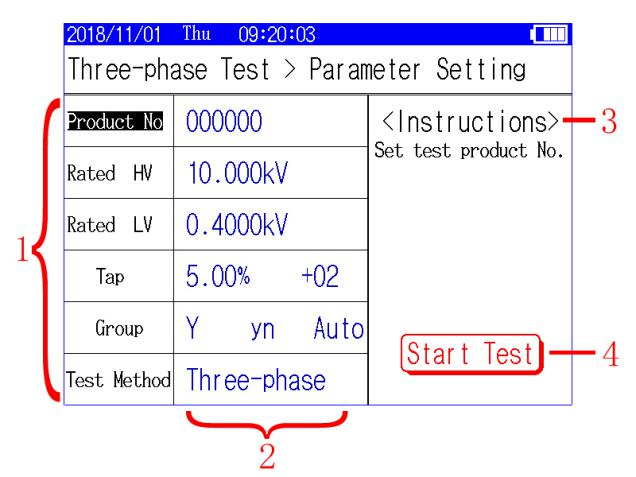 2018/11/01 Thu 09:20:03
Three-phase Test > Parameter Setting
Product No 000000
Rated HV 10.000kV
Rated LV 0.4000kV
Tap 5.00% +02
Group Y yn Auto
Test Method Three-phase
<Instructions>
Set test product No.
Start Test
1
2
3
4